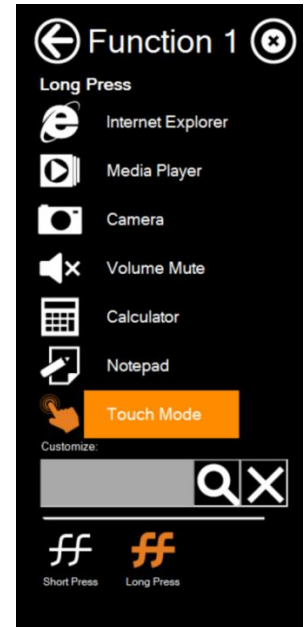 Function 1
Long Press
Internet Explorer
Media Player
Camera
Volume Mute
Calculator
Notepad
Touch Mode
Customize:
Short Press
Long Press